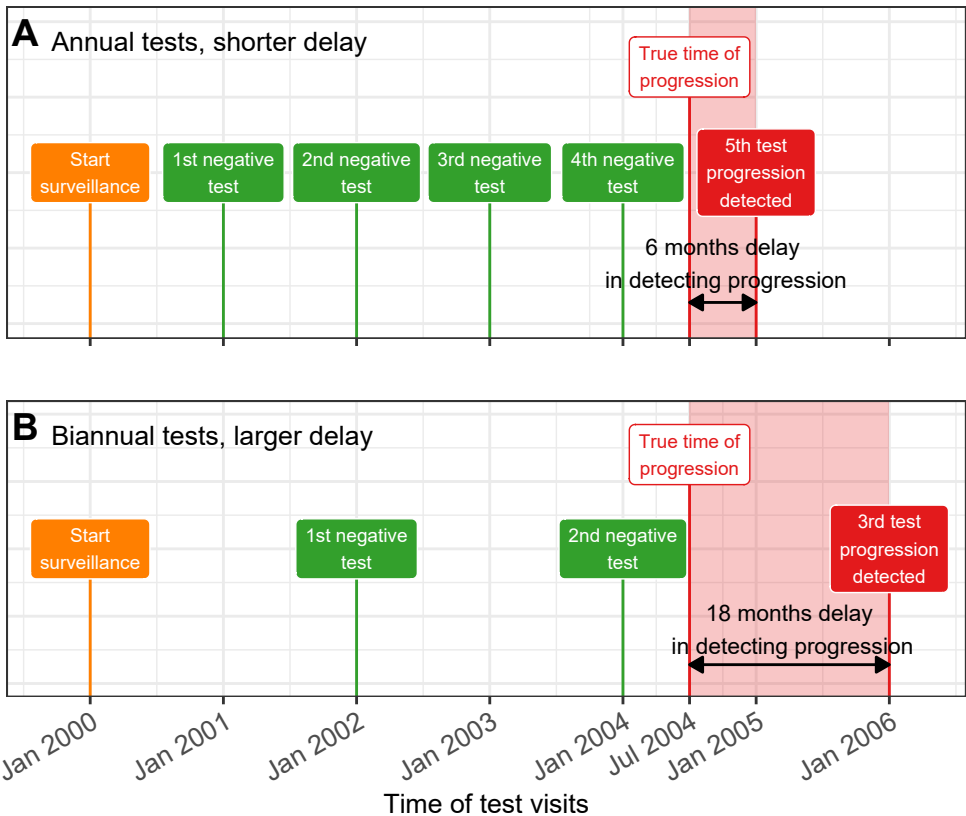 A Annual tests, shorter delay
True time of
progression
Start
surveillance
1st negative
test
2nd negative
test
3rd negative
test
4th negative
test
5th test
progression
detected
6 months delay
in detecting progression
B Biannual tests, larger delay
True time of
progression
Start
surveillance
1st negative
test
2nd negative
test
3rd test
progression
detected
18 months delay
in detecting progression
Jan 2000
Jan 2001
Jan 2002
Jan 2003
Jan 2004
Jul 2004
Jan 2005
Jan 2006
Time of test visits